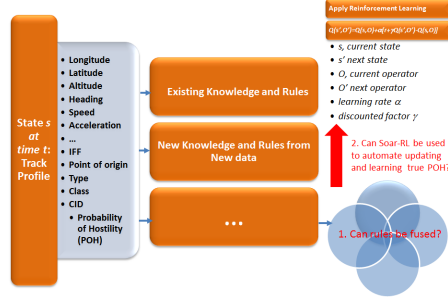 State s
at
time t:
Track
Profile
• Longitude
• Latitude
• Altitude
• Heading
• Speed
• Acceleration
• ...
• IFF
• Point of origin
• Type
• Class
• CID
• Probability
of Hostility
(POH)
Existing Knowledge and Rules
New Knowledge and Rules from
New data
...
Apply Reinforcement Learning
Q[s',O']=Q[s,O]+α[r+γQ[s',O']-Q[s,O]]
• s, current state
• s' next state
• O, current operator
• O' next operator
• learning rate α
• discounted factor γ
2. Can Soar-RL be used
to automate updating
and learning true POH?
1. Can rules be fused?